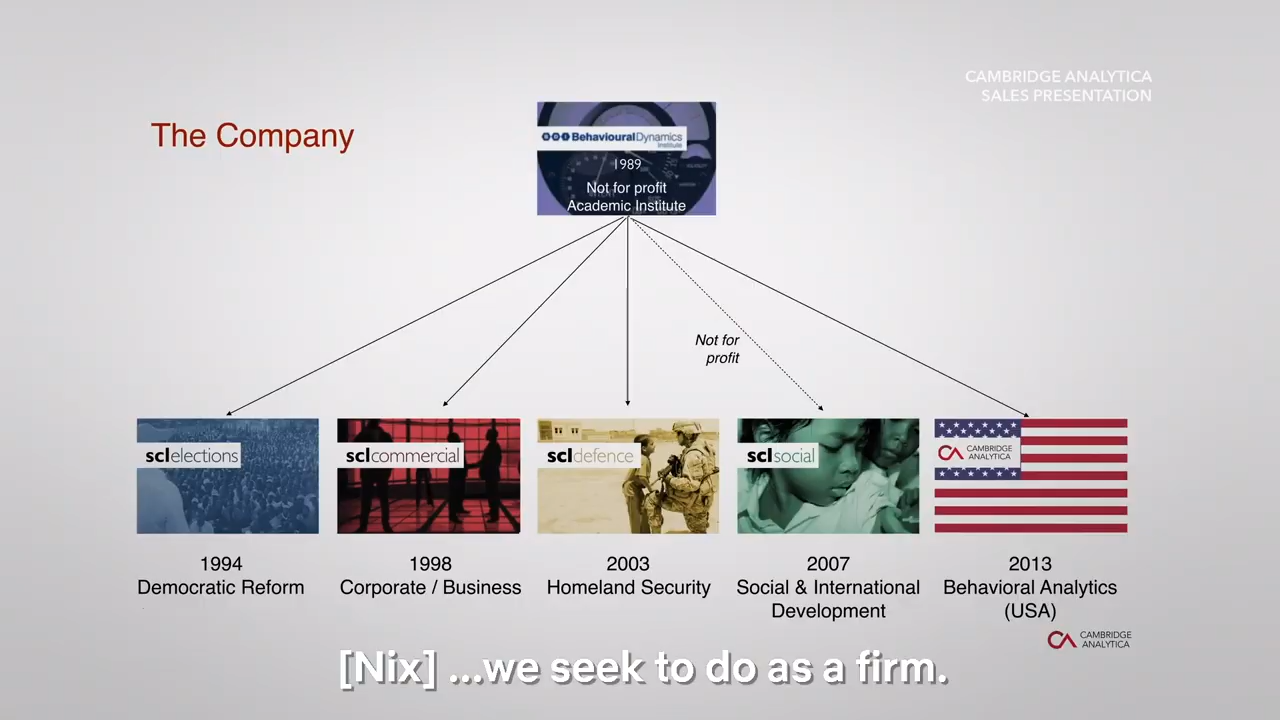 CAMBRIDGE ANALYTICA
SALES PRESENTATION
The Company
BehaviouralDynamics
Institute
1989
Not for profit
Academic Institute
Not for
profit
sclelections
sclcommercial
scldefence
sclsocial
CAMBRIDGE
ANALYTICA
1994
Democratic Reform
1998
Corporate / Business
2003
Homeland Security
2007
Social & International
Development
2013
Behavioral Analytics
(USA)
CAMBRIDGE
ANALYTICA
[Nix] ...we seek to do as a firm.